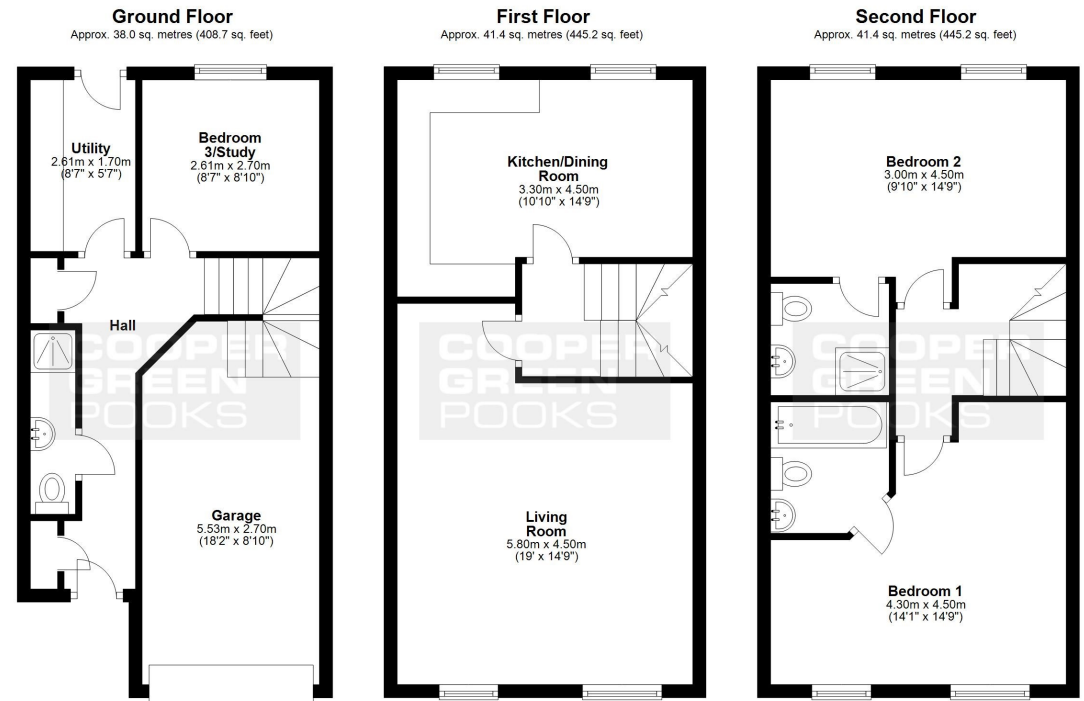 Ground Floor
Approx. 38.0 sq. metres (408.7 sq. feet)
Utility
2.61m x 1.70m
(8'7" x 5'7")
Bedroom
3/Study
2.61m x 2.70m
(8'7" x 8'10")
Hall
Garage
5.53m x 2.70m
(18'2" x 8'10")
COOPER
GREEN
POOKS
First Floor
Approx. 41.4 sq. metres (445.2 sq. feet)
Kitchen/Dining
Room
3.30m x 4.50m
(10'10" x 14'9")
COOPER
GREEN
POOKS
Living
Room
5.80m x 4.50m
(19' x 14'9")
Second Floor
Approx. 41.4 sq. metres (445.2 sq. feet)
Bedroom 2
3.00m x 4.50m
(9'10" x 14'9")
COOPER
GREEN
POOKS
Bedroom 1
4.30m x 4.50m
(14'1" x 14'9")